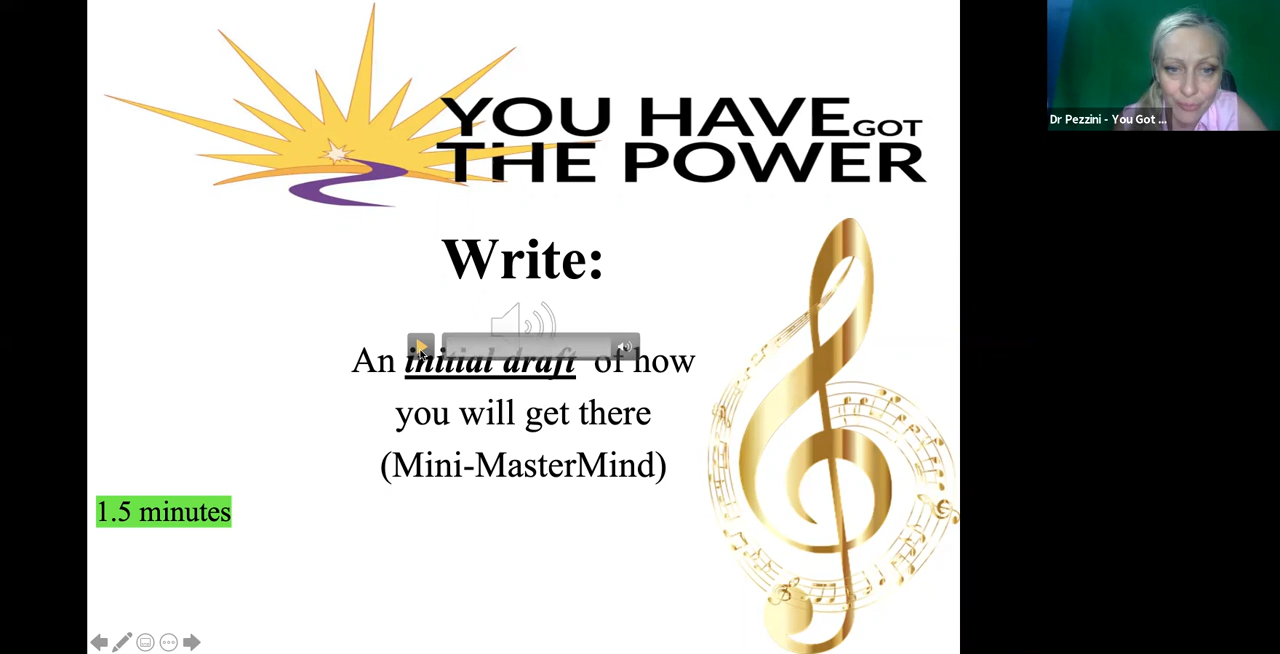 YOU HAVE GOT
THE POWER
Dr Pezzini - You Got ...
Write:
An initial draft of how
you will get there
(Mini-MasterMind)
1.5 minutes